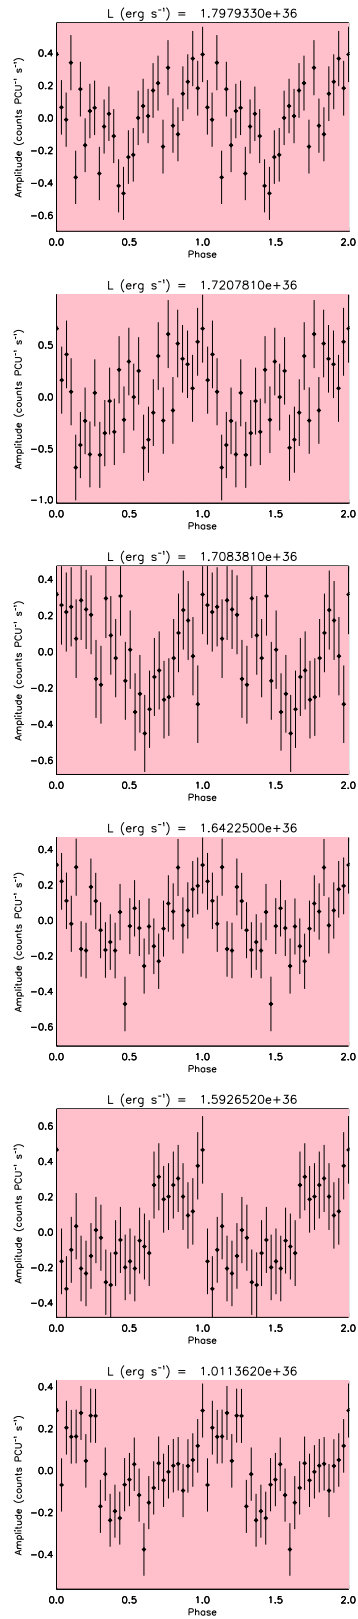 L (erg s⁻¹) = 1.7979330e+36
0.4
0.2
0.0
−0.2
−0.4
−0.6
Amplitude (counts PCU⁻¹ s⁻¹)
0.0 0.5 1.0 1.5 2.0
Phase
L (erg s⁻¹) = 1.7207810e+36
0.5
0.0
−0.5
−1.0
Amplitude (counts PCU⁻¹ s⁻¹)
0.0 0.5 1.0 1.5 2.0
Phase
L (erg s⁻¹) = 1.7083810e+36
0.4
0.2
0.0
−0.2
−0.4
−0.6
Amplitude (counts PCU⁻¹ s⁻¹)
0.0 0.5 1.0 1.5 2.0
Phase
L (erg s⁻¹) = 1.6422500e+36
0.4
0.2
0.0
−0.2
−0.4
−0.6
Amplitude (counts PCU⁻¹ s⁻¹)
0.0 0.5 1.0 1.5 2.0
Phase
L (erg s⁻¹) = 1.5926520e+36
0.6
0.4
0.2
0.0
−0.2
−0.4
Amplitude (counts PCU⁻¹ s⁻¹)
0.0 0.5 1.0 1.5 2.0
Phase
L (erg s⁻¹) = 1.0113620e+36
0.4
0.2
0.0
−0.2
−0.4
Amplitude (counts PCU⁻¹ s⁻¹)
0.0 0.5 1.0 1.5 2.0
Phase